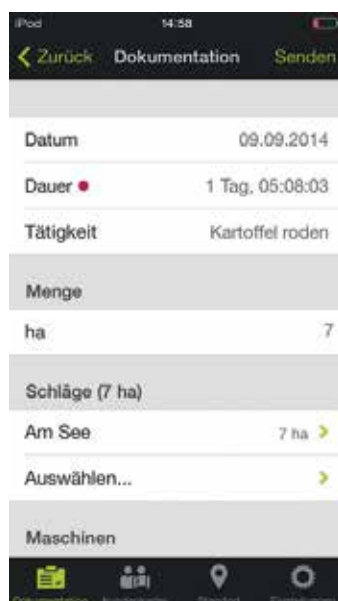 iPod 14:58
Zurück Dokumentation Senden
Datum 09.09.2014
Dauer 1 Tag, 05:08:03
Tätigkeit Kartoffel roden
Menge
ha 7
Schläge (7 ha)
Am See 7 ha
Auswählen...
Maschinen
Dokumentation